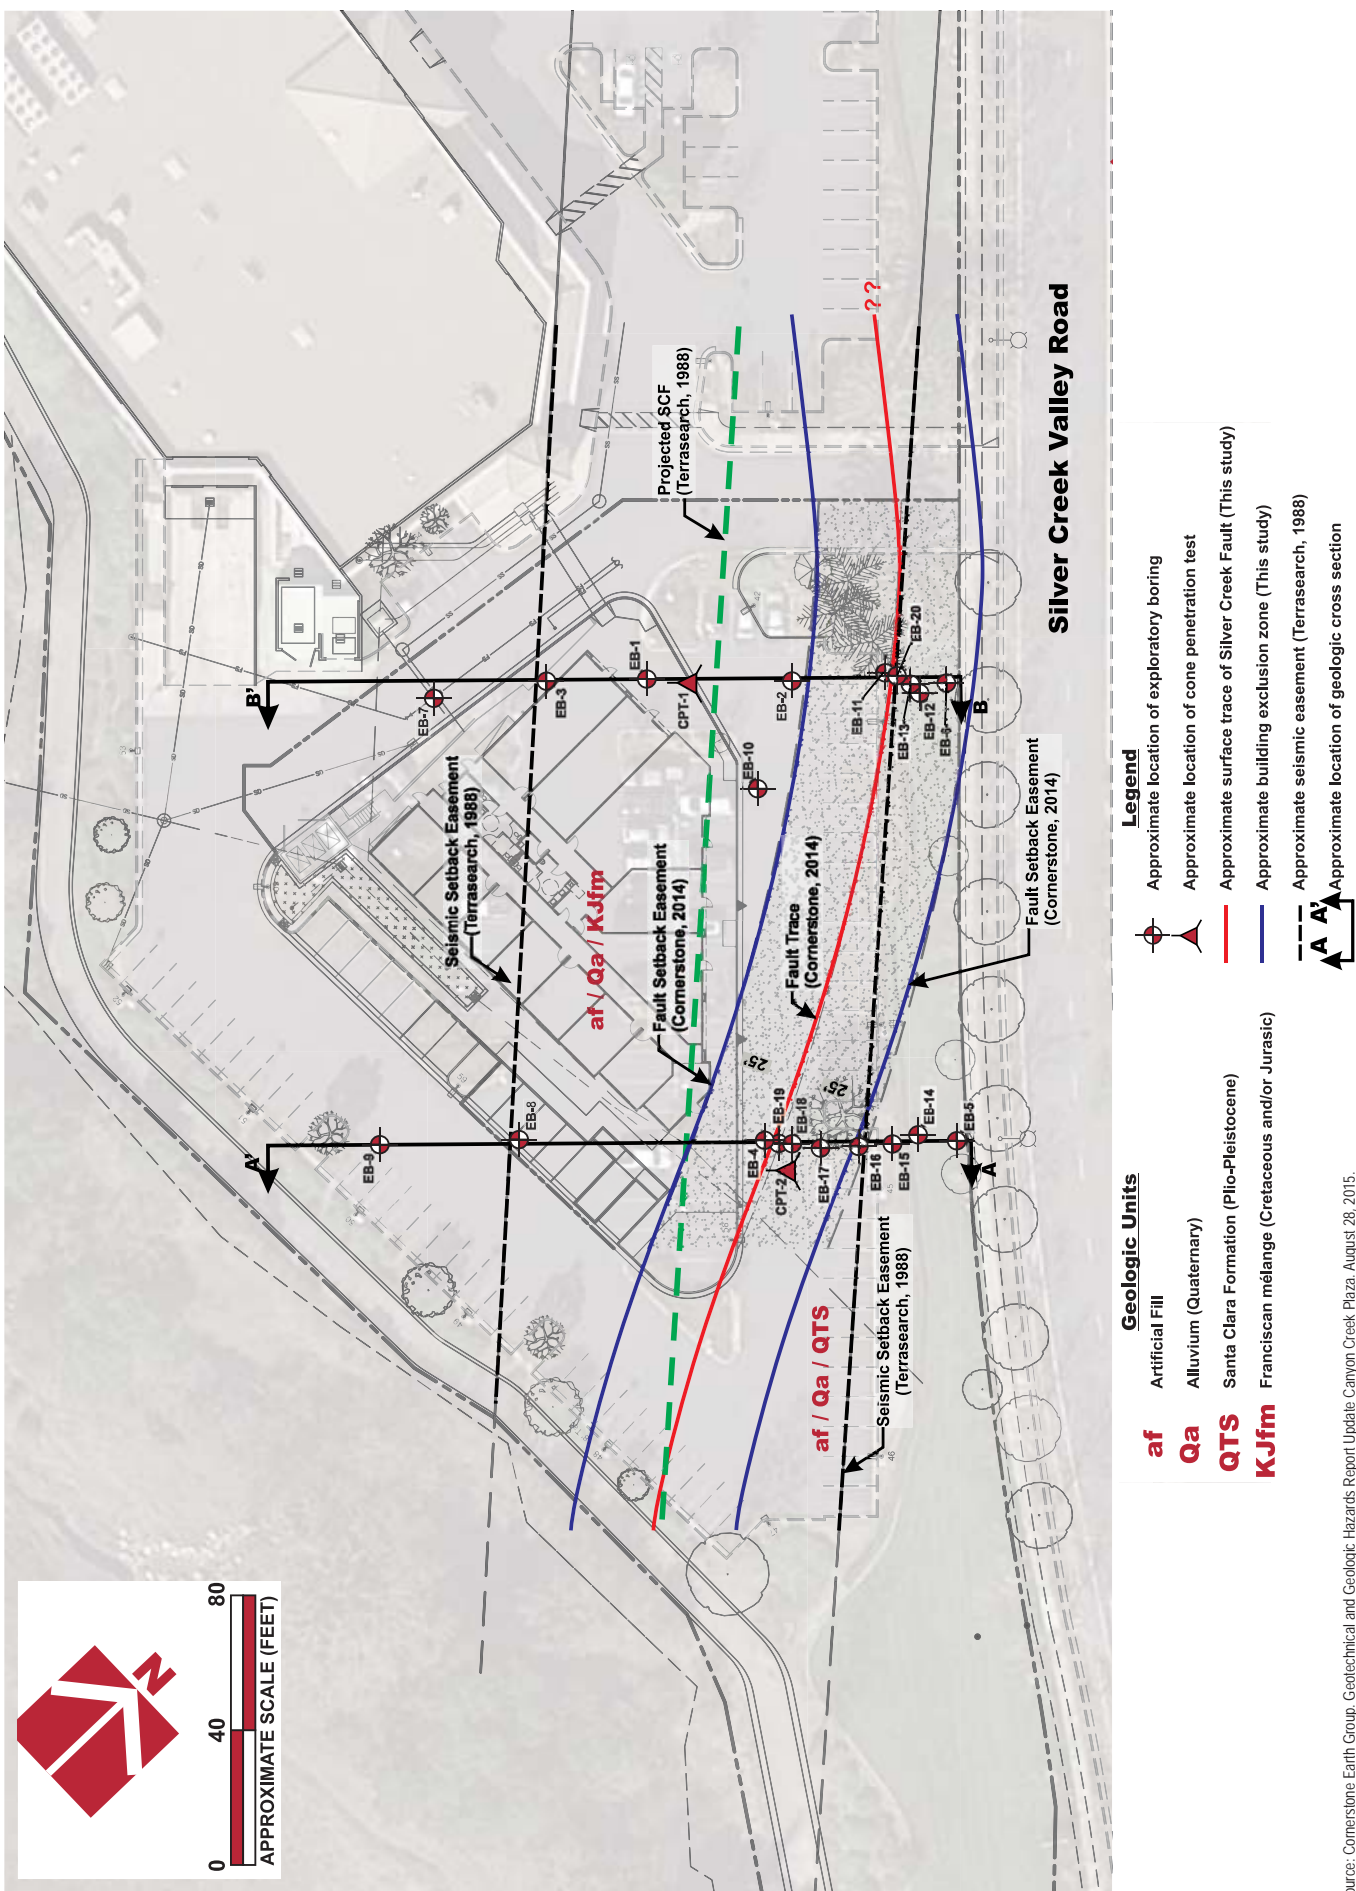 N
0 40 80
APPROXIMATE SCALE (FEET)
A'
EB-9
EB-8
EB-4
EB-19
EB-18
CPT-2
EB-17
EB-16
EB-15
EB-14
EB-5
A
B'
EB-7
EB-3
EB-1
CPT-1
EB-2
EB-10
EB-11
EB-20
EB-13
EB-12
EB-6
B
Seismic Setback Easement
(Terrasearch, 1988)
af / Qa / KJfm
Fault Setback Easement
(Cornerstone, 2014)
Projected SCF
(Terrasearch, 1988)
Fault Trace
(Cornerstone, 2014)
25'
25'
??
af / Qa / QTS
Seismic Setback Easement
(Terrasearch, 1988)
Fault Setback Easement
(Cornerstone, 2014)
Silver Creek Valley Road
46
45
42
Geologic Units
af Artificial Fill
Qa Alluvium (Quaternary)
QTS Santa Clara Formation (Plio-Pleistocene)
KJfm Franciscan mélange (Cretaceous and/or Jurasic)
Legend
Approximate location of exploratory boring
Approximate location of cone penetration test
Approximate surface trace of Silver Creek Fault (This study)
Approximate building exclusion zone (This study)
Approximate seismic easement (Terrasearch, 1988)
A A' Approximate location of geologic cross section
ource: Cornerstone Earth Group. Geotechnical and Geologic Hazards Report Update Canyon Creek Plaza. August 28, 2015.